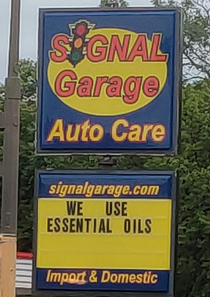 SIGNAL
Garage
Auto Care
signalgarage.com
WE USE
ESSENTIAL OILS
Import & Domestic